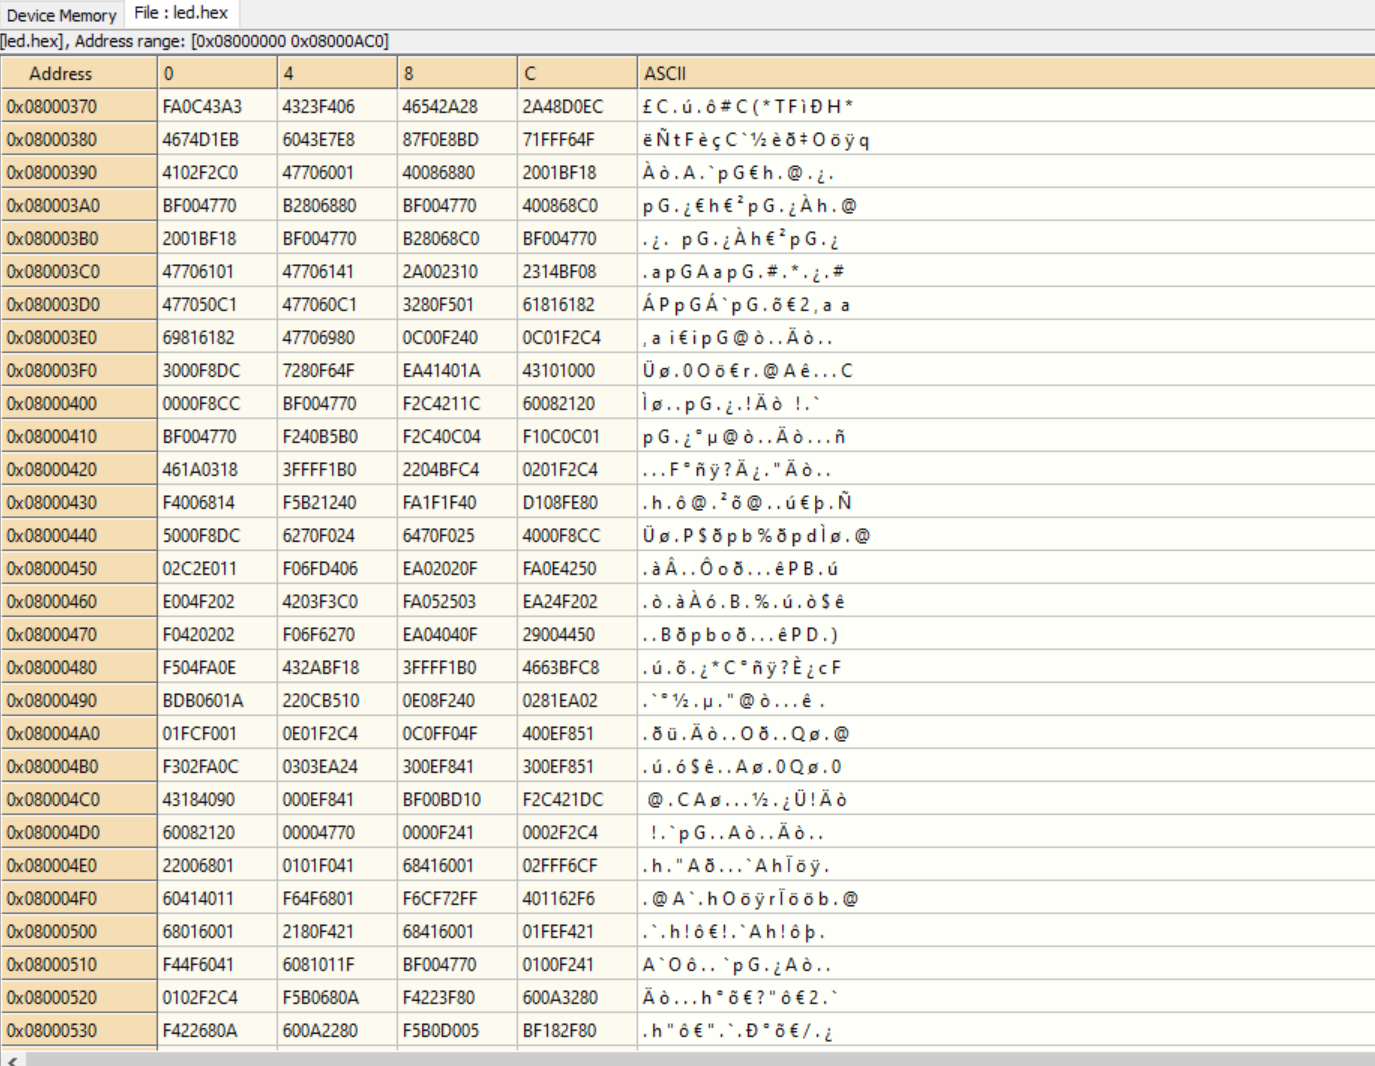 Device Memory File : led.hex
[led.hex], Address range: [0x08000000 0x08000AC0]
Address 0 4 8 C ASCII
0x08000370 FA0C43A3 4323F406 46542A28 2A48D0EC £C.ú.ô#C(*TFìÐH*
0x08000380 4674D1EB 6043E7E8 87F0E8BD 71FFF64F ëÑtFèçC`½èð‡Oöÿq
0x08000390 4102F2C0 47706001 40086880 2001BF18 Àò.A.`pG€h.@.¿.
0x080003A0 BF004770 B2806880 BF004770 400868C0 pG.¿€h€²pG.¿Àh.@
0x080003B0 2001BF18 BF004770 B28068C0 BF004770 .¿. pG.¿Àh€²pG.¿
0x080003C0 47706101 47706141 2A002310 2314BF08 .apGAapG.#.*.¿.#
0x080003D0 477050C1 477060C1 3280F501 61816182 ÁPpGÁ`pG.õ€2‚a a
0x080003E0 69816182 47706980 0C00F240 0C01F2C4 ‚a i€ipG@ò..Äò..
0x080003F0 3000F8DC 7280F64F EA41401A 43101000 Üø.0Oö€r.@Aê...C
0x08000400 0000F8CC BF004770 F2C4211C 60082120 Ìø..pG.¿.!Äò !.`
0x08000410 BF004770 F240B5B0 F2C40C04 F10C0C01 pG.¿°µ@ò..Äò...ñ
0x08000420 461A0318 3FFFF1B0 2204BFC4 0201F2C4 ...F°ñÿ?Ä¿."Äò..
0x08000430 F4006814 F5B21240 FA1F1F40 D108FE80 .h.ô@.²õ@..ú€þ.Ñ
0x08000440 5000F8DC 6270F024 6470F025 4000F8CC Üø.P$ðpb%ðpdÌø.@
0x08000450 02C2E011 F06FD406 EA02020F FA0E4250 .àÂ..Ôoð...êPB.ú
0x08000460 E004F202 4203F3C0 FA052503 EA24F202 .ò.àÀó.B.%.ú.ò$ê
0x08000470 F0420202 F06F6270 EA04040F 29004450 ..Bðpboð...êPD.)
0x08000480 F504FA0E 432ABF18 3FFFF1B0 4663BFC8 .ú.õ.¿*C°ñÿ?È¿cF
0x08000490 BDB0601A 220CB510 0E08F240 0281EA02 .`°½.µ."@ò...ê .
0x080004A0 01FCF001 0E01F2C4 0C0FF04F 400EF851 .ðü.Äò..Oð..Qø.@
0x080004B0 F302FA0C 0303EA24 300EF841 300EF851 .ú.ó$ê..Aø.0Qø.0
0x080004C0 43184090 000EF841 BF00BD10 F2C421DC @.CAø...½.¿Ü!Äò
0x080004D0 60082120 00004770 0000F241 0002F2C4 !.`pG..Aò..Äò..
0x080004E0 22006801 0101F041 68416001 02FFF6CF .h."Að...`AhÏöÿ.
0x080004F0 60414011 F64F6801 F6CF72FF 401162F6 .@A`.hOöÿrÏööb.@
0x08000500 68016001 2180F421 68416001 01FEF421 .`.h!ô€!.`Ah!ôþ.
0x08000510 F44F6041 6081011F BF004770 0100F241 A`Oô..`pG.¿Aò..
0x08000520 0102F2C4 F5B0680A F4223F80 600A3280 Äò...h°õ€?"ô€2.`
0x08000530 F422680A 600A2280 F5B0D005 BF182F80 .h"ô€".`.Ð°õ€/.¿